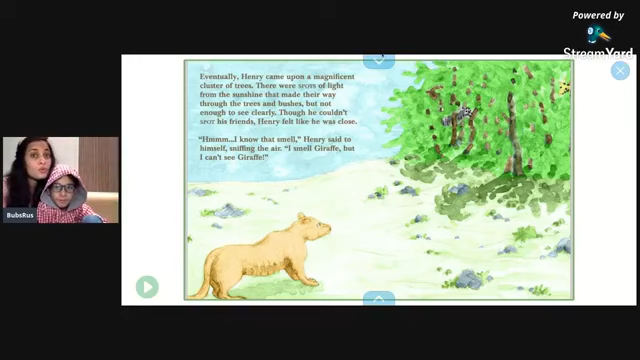 Powered by
StreamYard
Eventually, Henry came upon a magnificent
cluster of trees. There were SPOTS of light
from the sunshine that made their way
through the trees and bushes, but not
enough to see clearly. Though he couldn't
SPOT his friends, Henry felt like he was close.
“Hmmm...I know that smell,” Henry said to
himself, sniffing the air. “I smell Giraffe, but
I can't see Giraffe!”
BubsRus